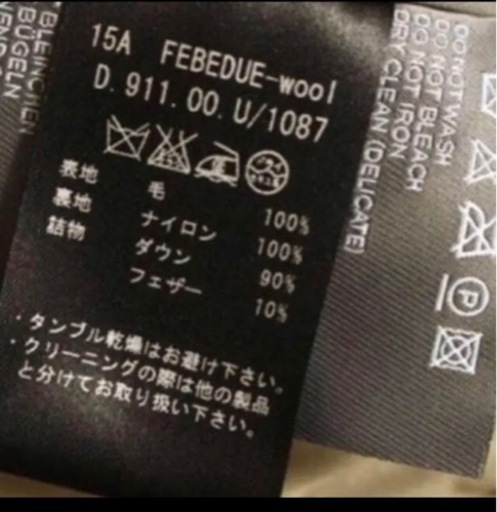 15A FEBEDUE-wool
D.911.00.U/1087
表地 毛 100%
裏地 ナイロン 100%
詰物 ダウン 90%
フェザー 10%
・タンブル乾燥はお避け下さい。
・クリーニングの際は他の製品
と分けてお取り扱い下さい。
DO NOT WASH
DO NOT BLEACH
DO NOT IRON
DRY CLEAN (DELICATE)
P
BLEICHEN
BÜGELN